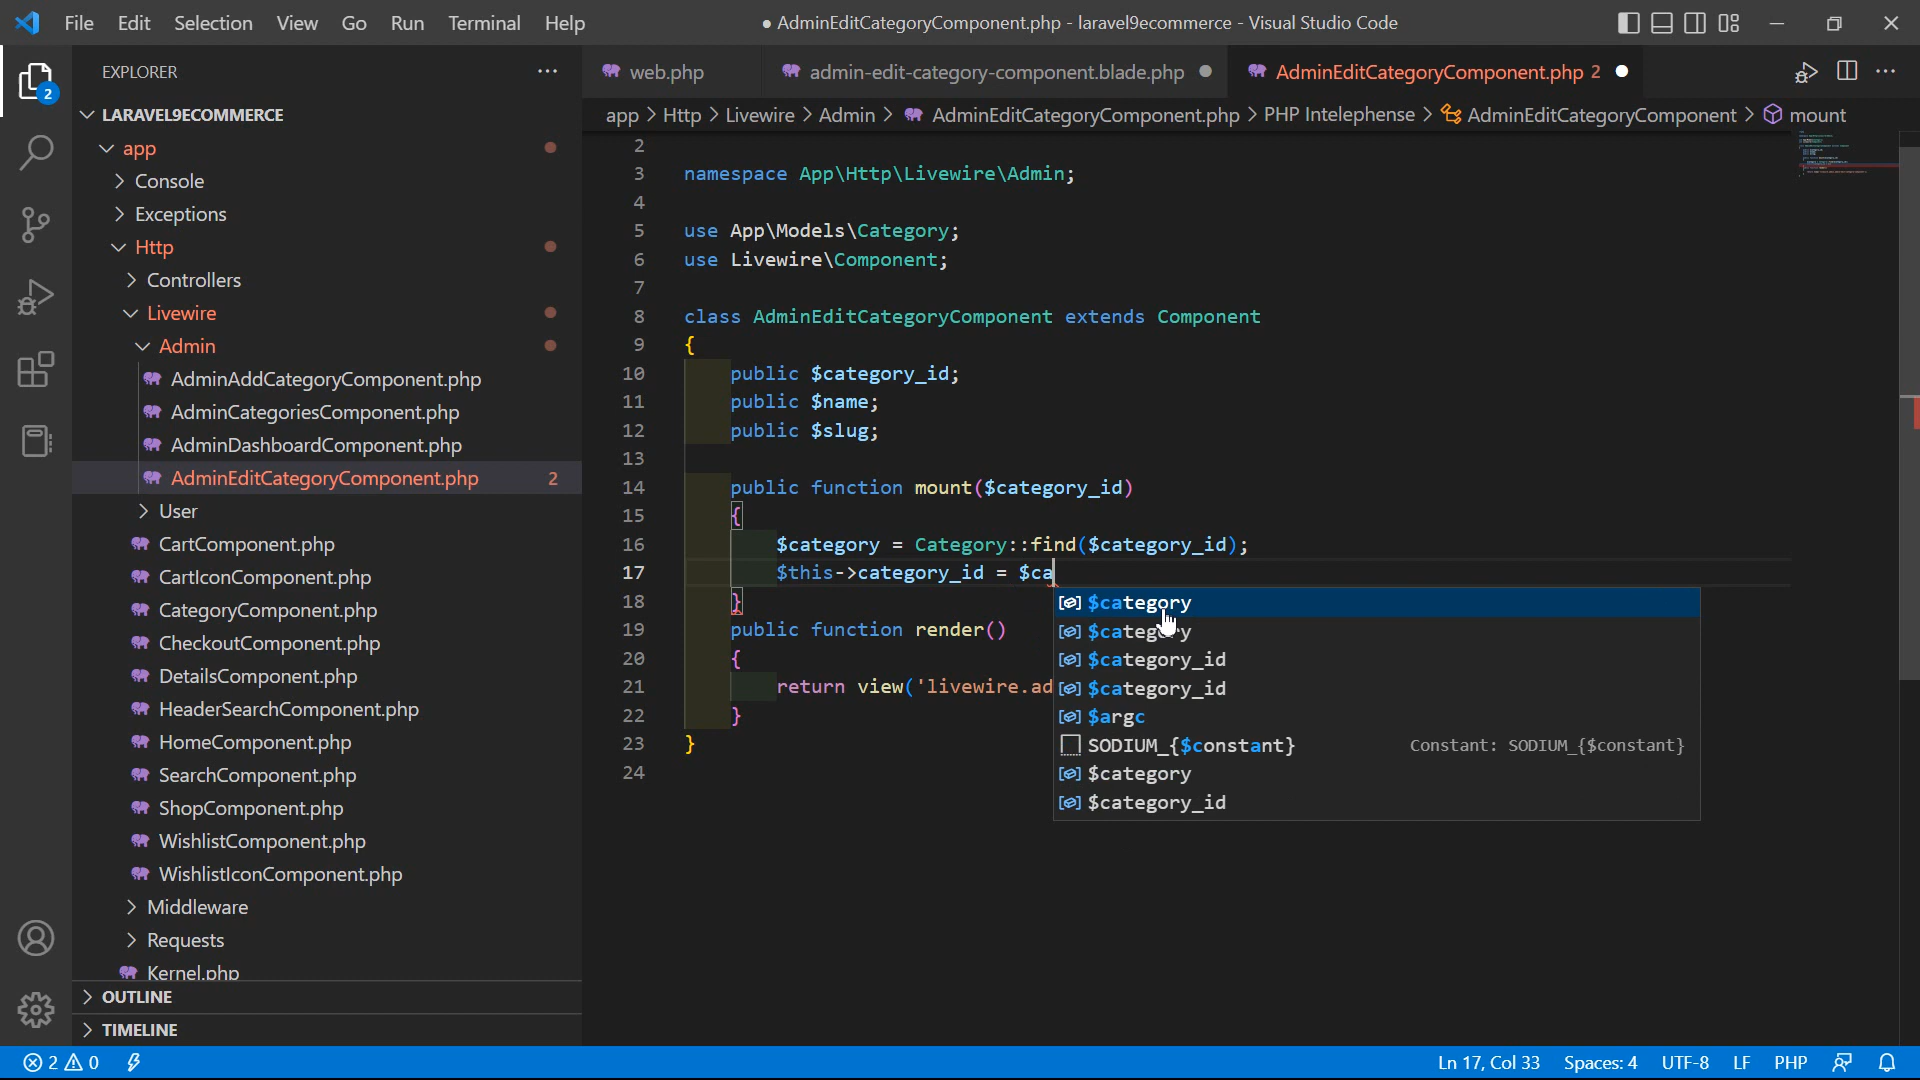 File Edit Selection View Go Run Terminal Help
● AdminEditCategoryComponent.php - laravel9ecommerce - Visual Studio Code
EXPLORER
web.php
admin-edit-category-component.blade.php
AdminEditCategoryComponent.php 2
2
LARAVEL9ECOMMERCE
app > Http > Livewire > Admin > AdminEditCategoryComponent.php > PHP Intelephense > AdminEditCategoryComponent > mount
app
Console
Exceptions
Http
Controllers
Livewire
Admin
AdminAddCategoryComponent.php
AdminCategoriesComponent.php
AdminDashboardComponent.php
AdminEditCategoryComponent.php 2
User
CartComponent.php
CartIconComponent.php
CategoryComponent.php
CheckoutComponent.php
DetailsComponent.php
HeaderSearchComponent.php
HomeComponent.php
SearchComponent.php
ShopComponent.php
WishlistComponent.php
WishlistIconComponent.php
Middleware
Requests
Kernel.php
OUTLINE
TIMELINE
2
3 namespace App\Http\Livewire\Admin;
4
5 use App\Models\Category;
6 use Livewire\Component;
7
8 class AdminEditCategoryComponent extends Component
9 {
10 public $category_id;
11 public $name;
12 public $slug;
13
14 public function mount($category_id)
15 {
16 $category = Category::find($category_id);
17 $this->category_id = $ca
18 }
19 public function render()
20 {
21 return view('livewire.ad
22 }
23 }
24
$category
$category
$category_id
$category_id
$argc
SODIUM_{$constant} Constant: SODIUM_{$constant}
$category
$category_id
2 0
Ln 17, Col 33 Spaces: 4 UTF-8 LF PHP